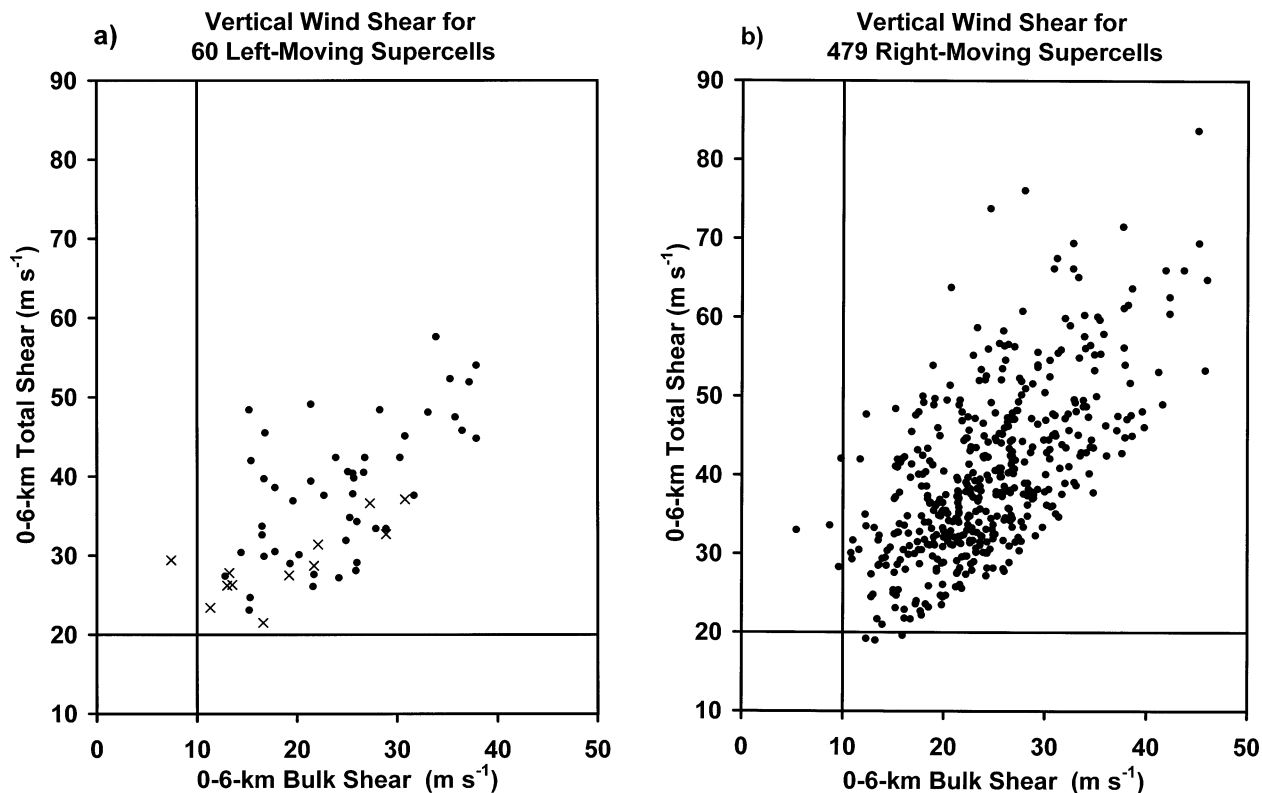 a)
Vertical Wind Shear for
60 Left-Moving Supercells
90
80
70
60
50
40
30
20
10
0-6-km Total Shear (m s⁻¹)
0 10 20 30 40 50
0-6-km Bulk Shear (m s⁻¹)
b)
Vertical Wind Shear for
479 Right-Moving Supercells
90
80
70
60
50
40
30
20
10
0-6-km Total Shear (m s⁻¹)
0 10 20 30 40 50
0-6-km Bulk Shear (m s⁻¹)